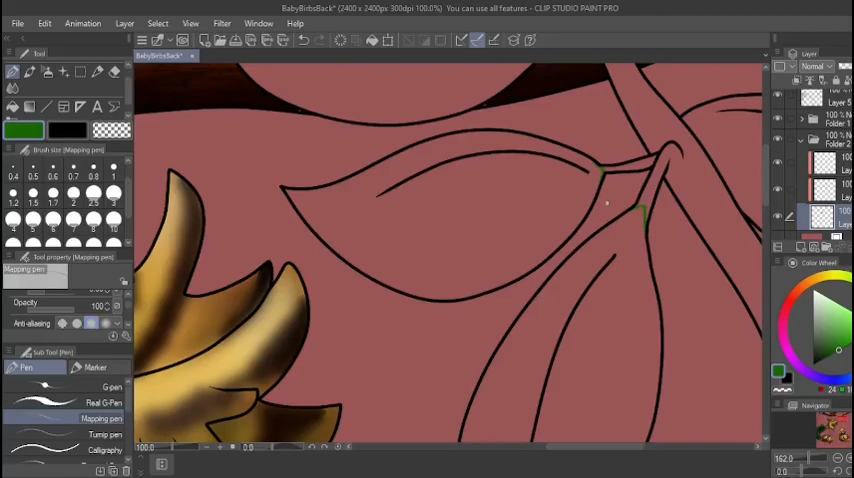 BabyBirbsBack* (2400 x 2400px 300dpi 100.0%) You can use all features - CLIP STUDIO PAINT PRO
File Edit Animation Layer Select View Filter Window Help
BabyBirbsBack*
Tool
Layer
Normal
100
Layer 5
100 %
Folder 1
100 %
Folder 2
100
Laye
Brush size [Mapping pen]
0.4 0.5 0.6 0.7 0.8 1
1.2 1.5 1.7 2 2.5 3
4 5 6 7 8 10
Tool property [Mapping pen]
Mapping pen
Opacity 100
Anti-aliasing
Sub Tool [Pen]
Pen Marker
G-pen
Real G-Pen
Mapping pen
Turnip pen
Calligraphy
100.0 0.0
Color Wheel
24
Navigator
162.0
0.0